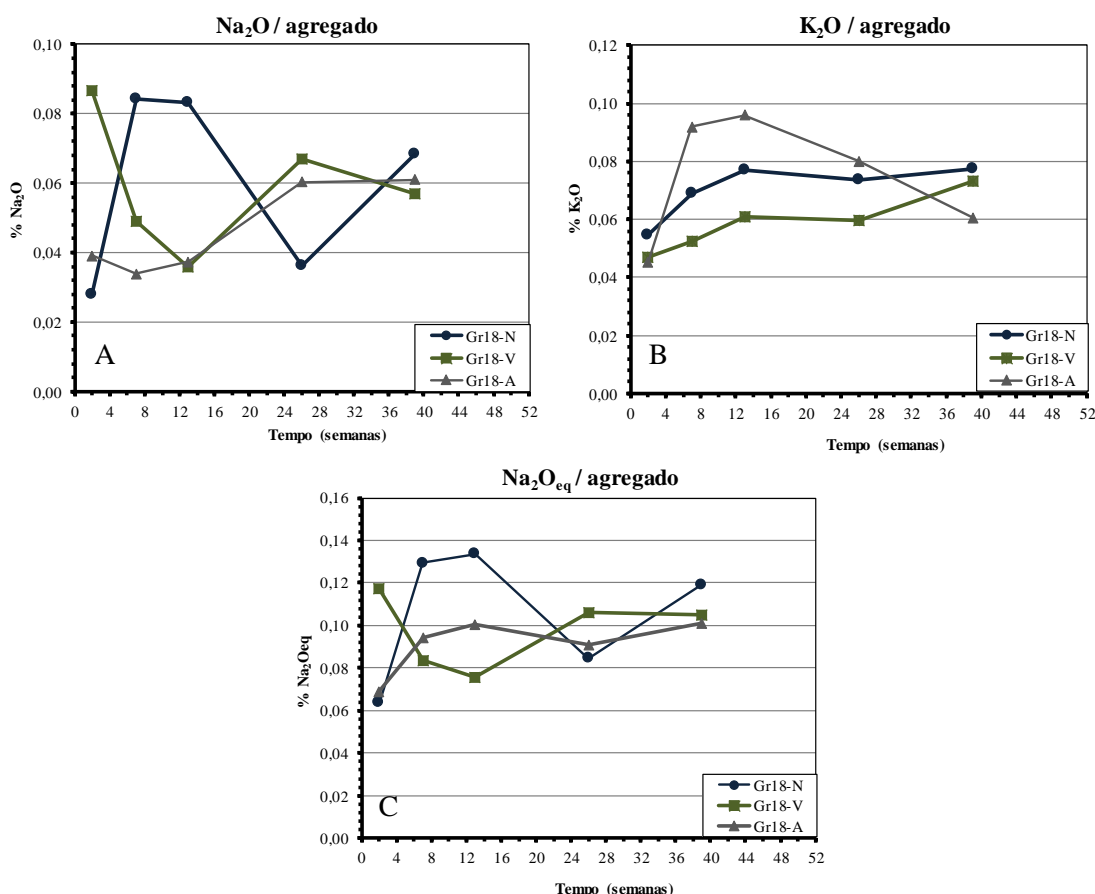 Na₂O / agregado
0,10
0,08
0,06
0,04
0,02
0,00
% Na₂O
0 4 8 12 16 20 24 28 32 36 40 44 48 52
Tempo (semanas)
A
Gr18-N
Gr18-V
Gr18-A
K₂O / agregado
0,12
0,10
0,08
0,06
0,04
0,02
0,00
% K₂O
0 4 8 12 16 20 24 28 32 36 40 44 48 52
Tempo (semanas)
B
Gr18-N
Gr18-V
Gr18-A
Na₂Oeq / agregado
0,16
0,14
0,12
0,10
0,08
0,06
0,04
0,02
0,00
% Na₂Oeq
0 4 8 12 16 20 24 28 32 36 40 44 48 52
Tempo (semanas)
C
Gr18-N
Gr18-V
Gr18-A